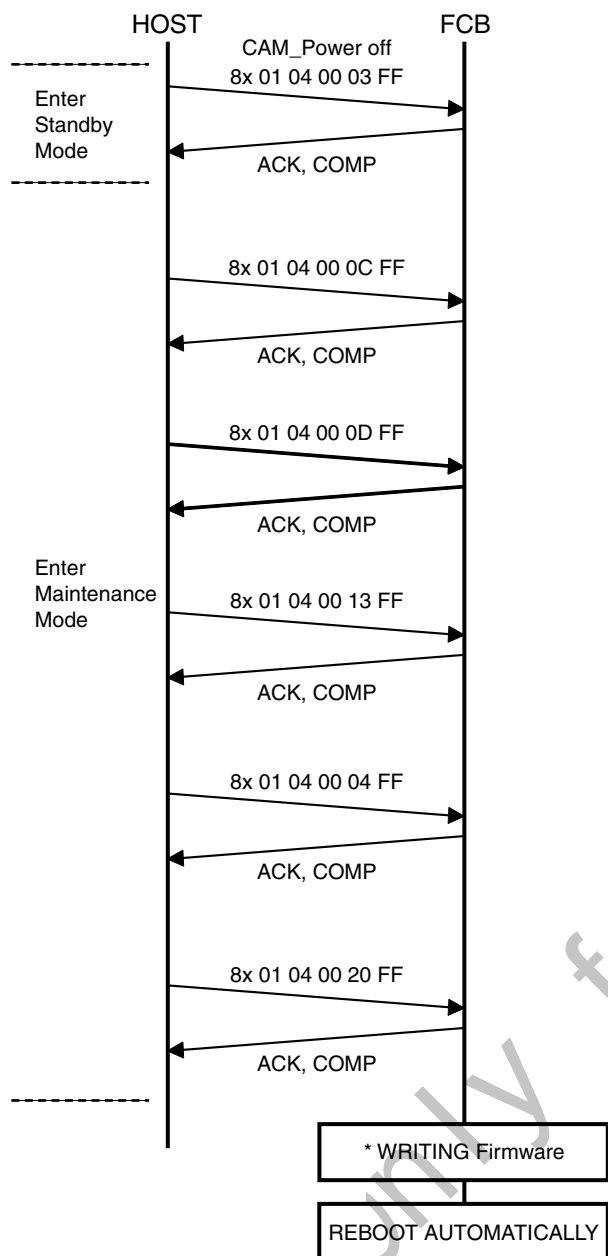 HOST FCB
CAM_Power off
8x 01 04 00 03 FF
Enter
Standby
Mode
ACK, COMP
8x 01 04 00 0C FF
ACK, COMP
8x 01 04 00 0D FF
ACK, COMP
Enter
Maintenance
Mode
8x 01 04 00 13 FF
ACK, COMP
8x 01 04 00 04 FF
ACK, COMP
8x 01 04 00 20 FF
ACK, COMP
* WRITING Firmware
REBOOT AUTOMATICALLY